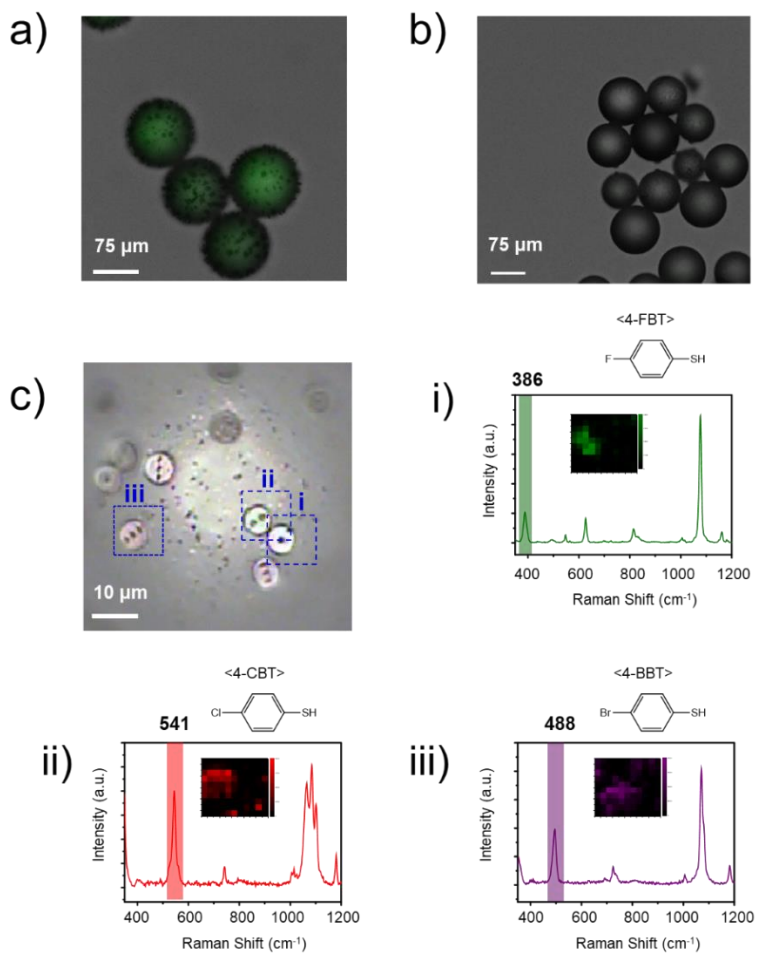 a)
b)
75 μm
75 μm
<4-FBT>
F
SH
c)
i)
386
ii
i
iii
10 μm
Intensity (a.u.)
400 600 800 1000 1200
Raman Shift (cm-1)
<4-CBT>
Cl
SH
<4-BBT>
Br
SH
ii)
541
Intensity (a.u.)
400 600 800 1000 1200
Raman Shift (cm-1)
iii)
488
Intensity (a.u.)
400 600 800 1000 1200
Raman Shift (cm-1)